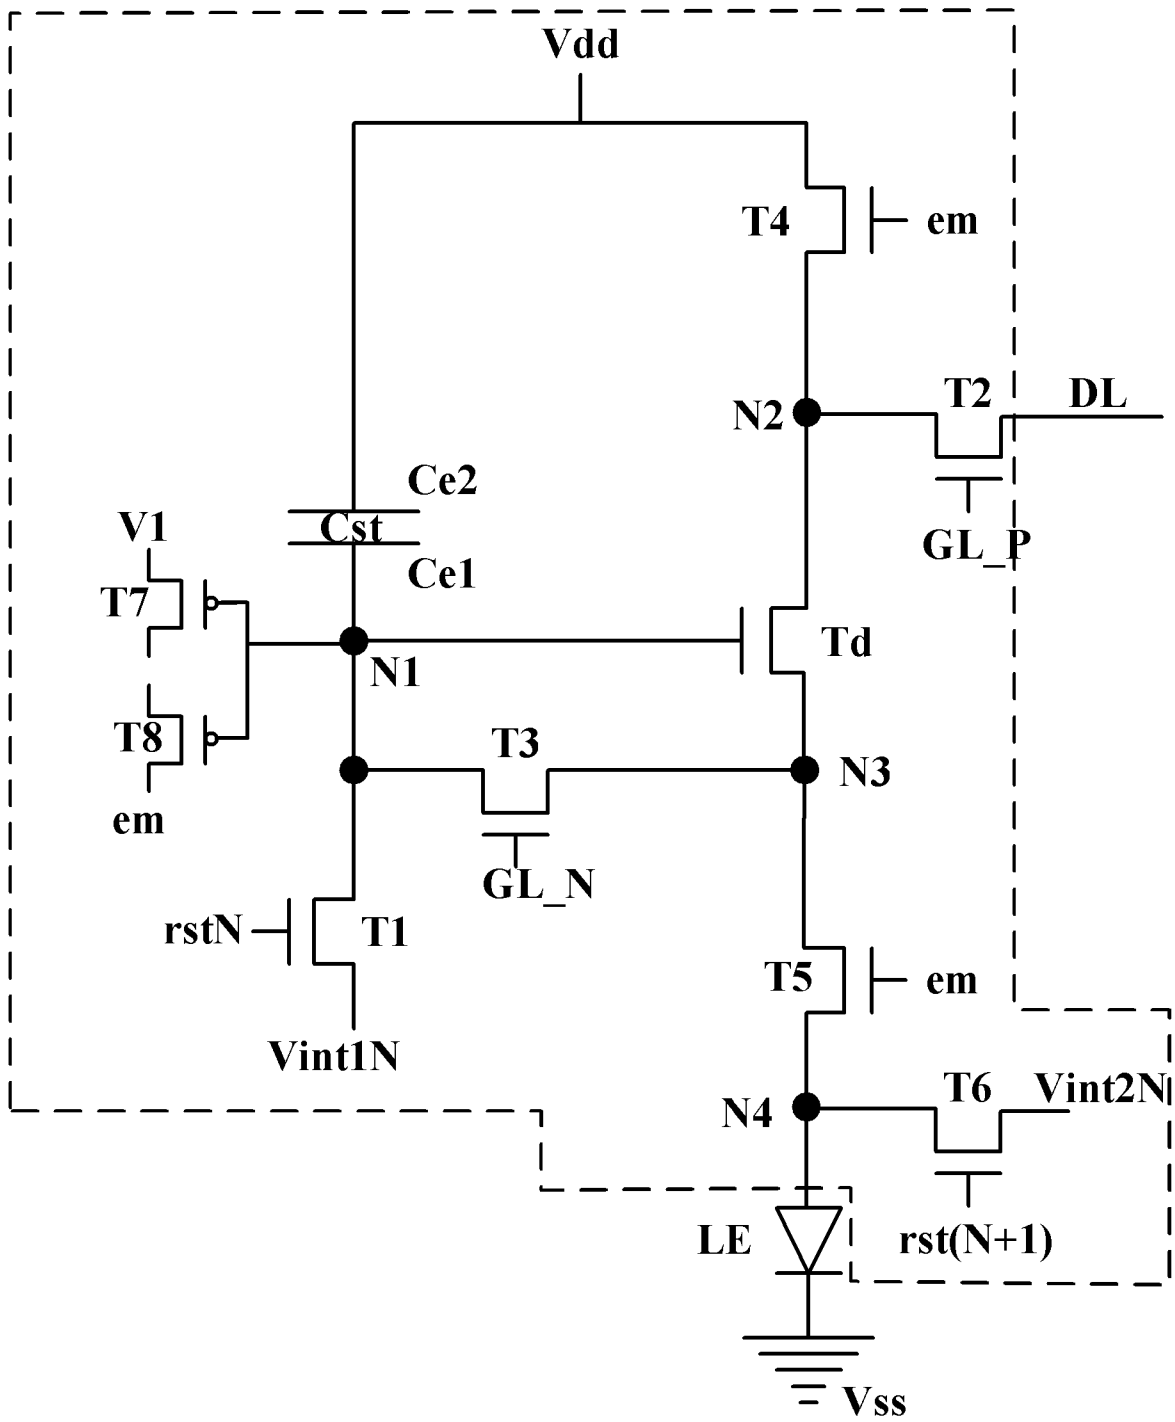 Vdd
T4
em
N2
T2
DL
GL_P
Ce2
Cst
Ce1
V1
T7
N1
Td
T8
em
T3
N3
GL_N
rstN
T1
T5
em
Vint1N
N4
T6
Vint2N
LE
rst(N+1)
Vss